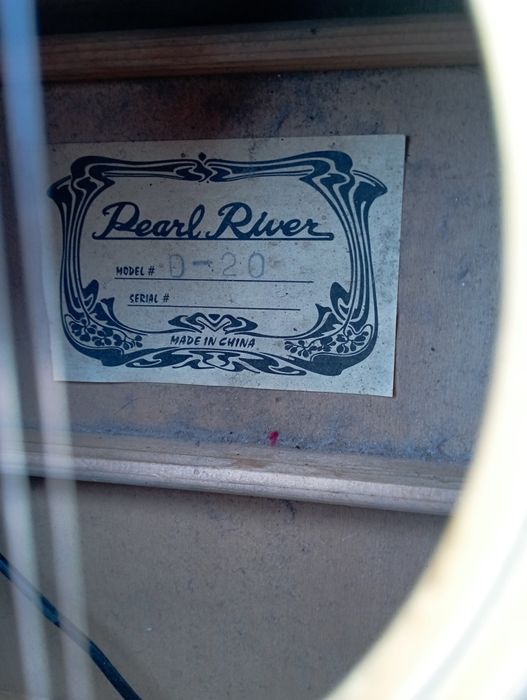 Pearl River
MODEL # D-20
SERIAL #
MADE IN CHINA